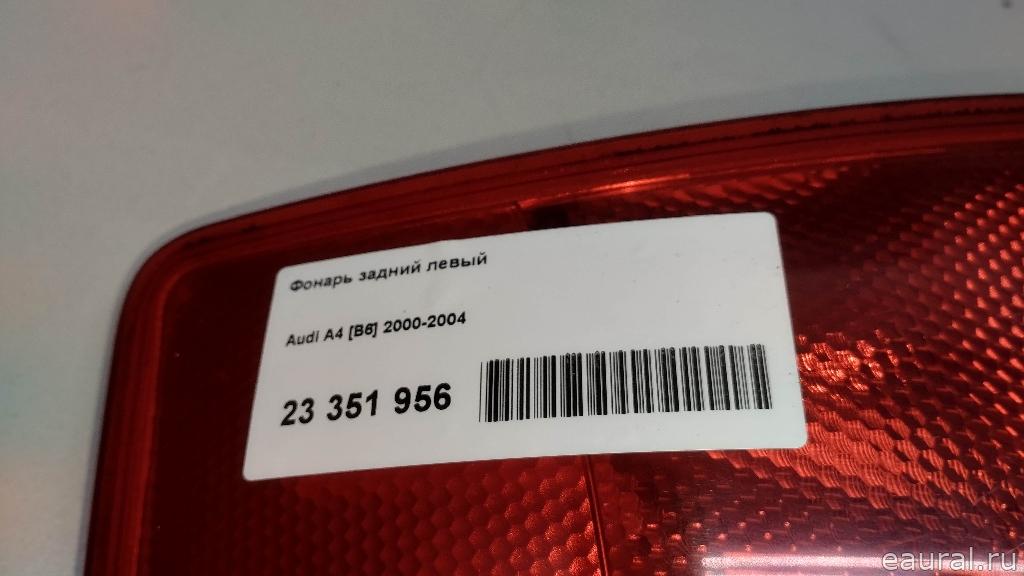 Фонарь задний левый
Audi A4 [B6] 2000-2004
23 351 956
eaural.ru